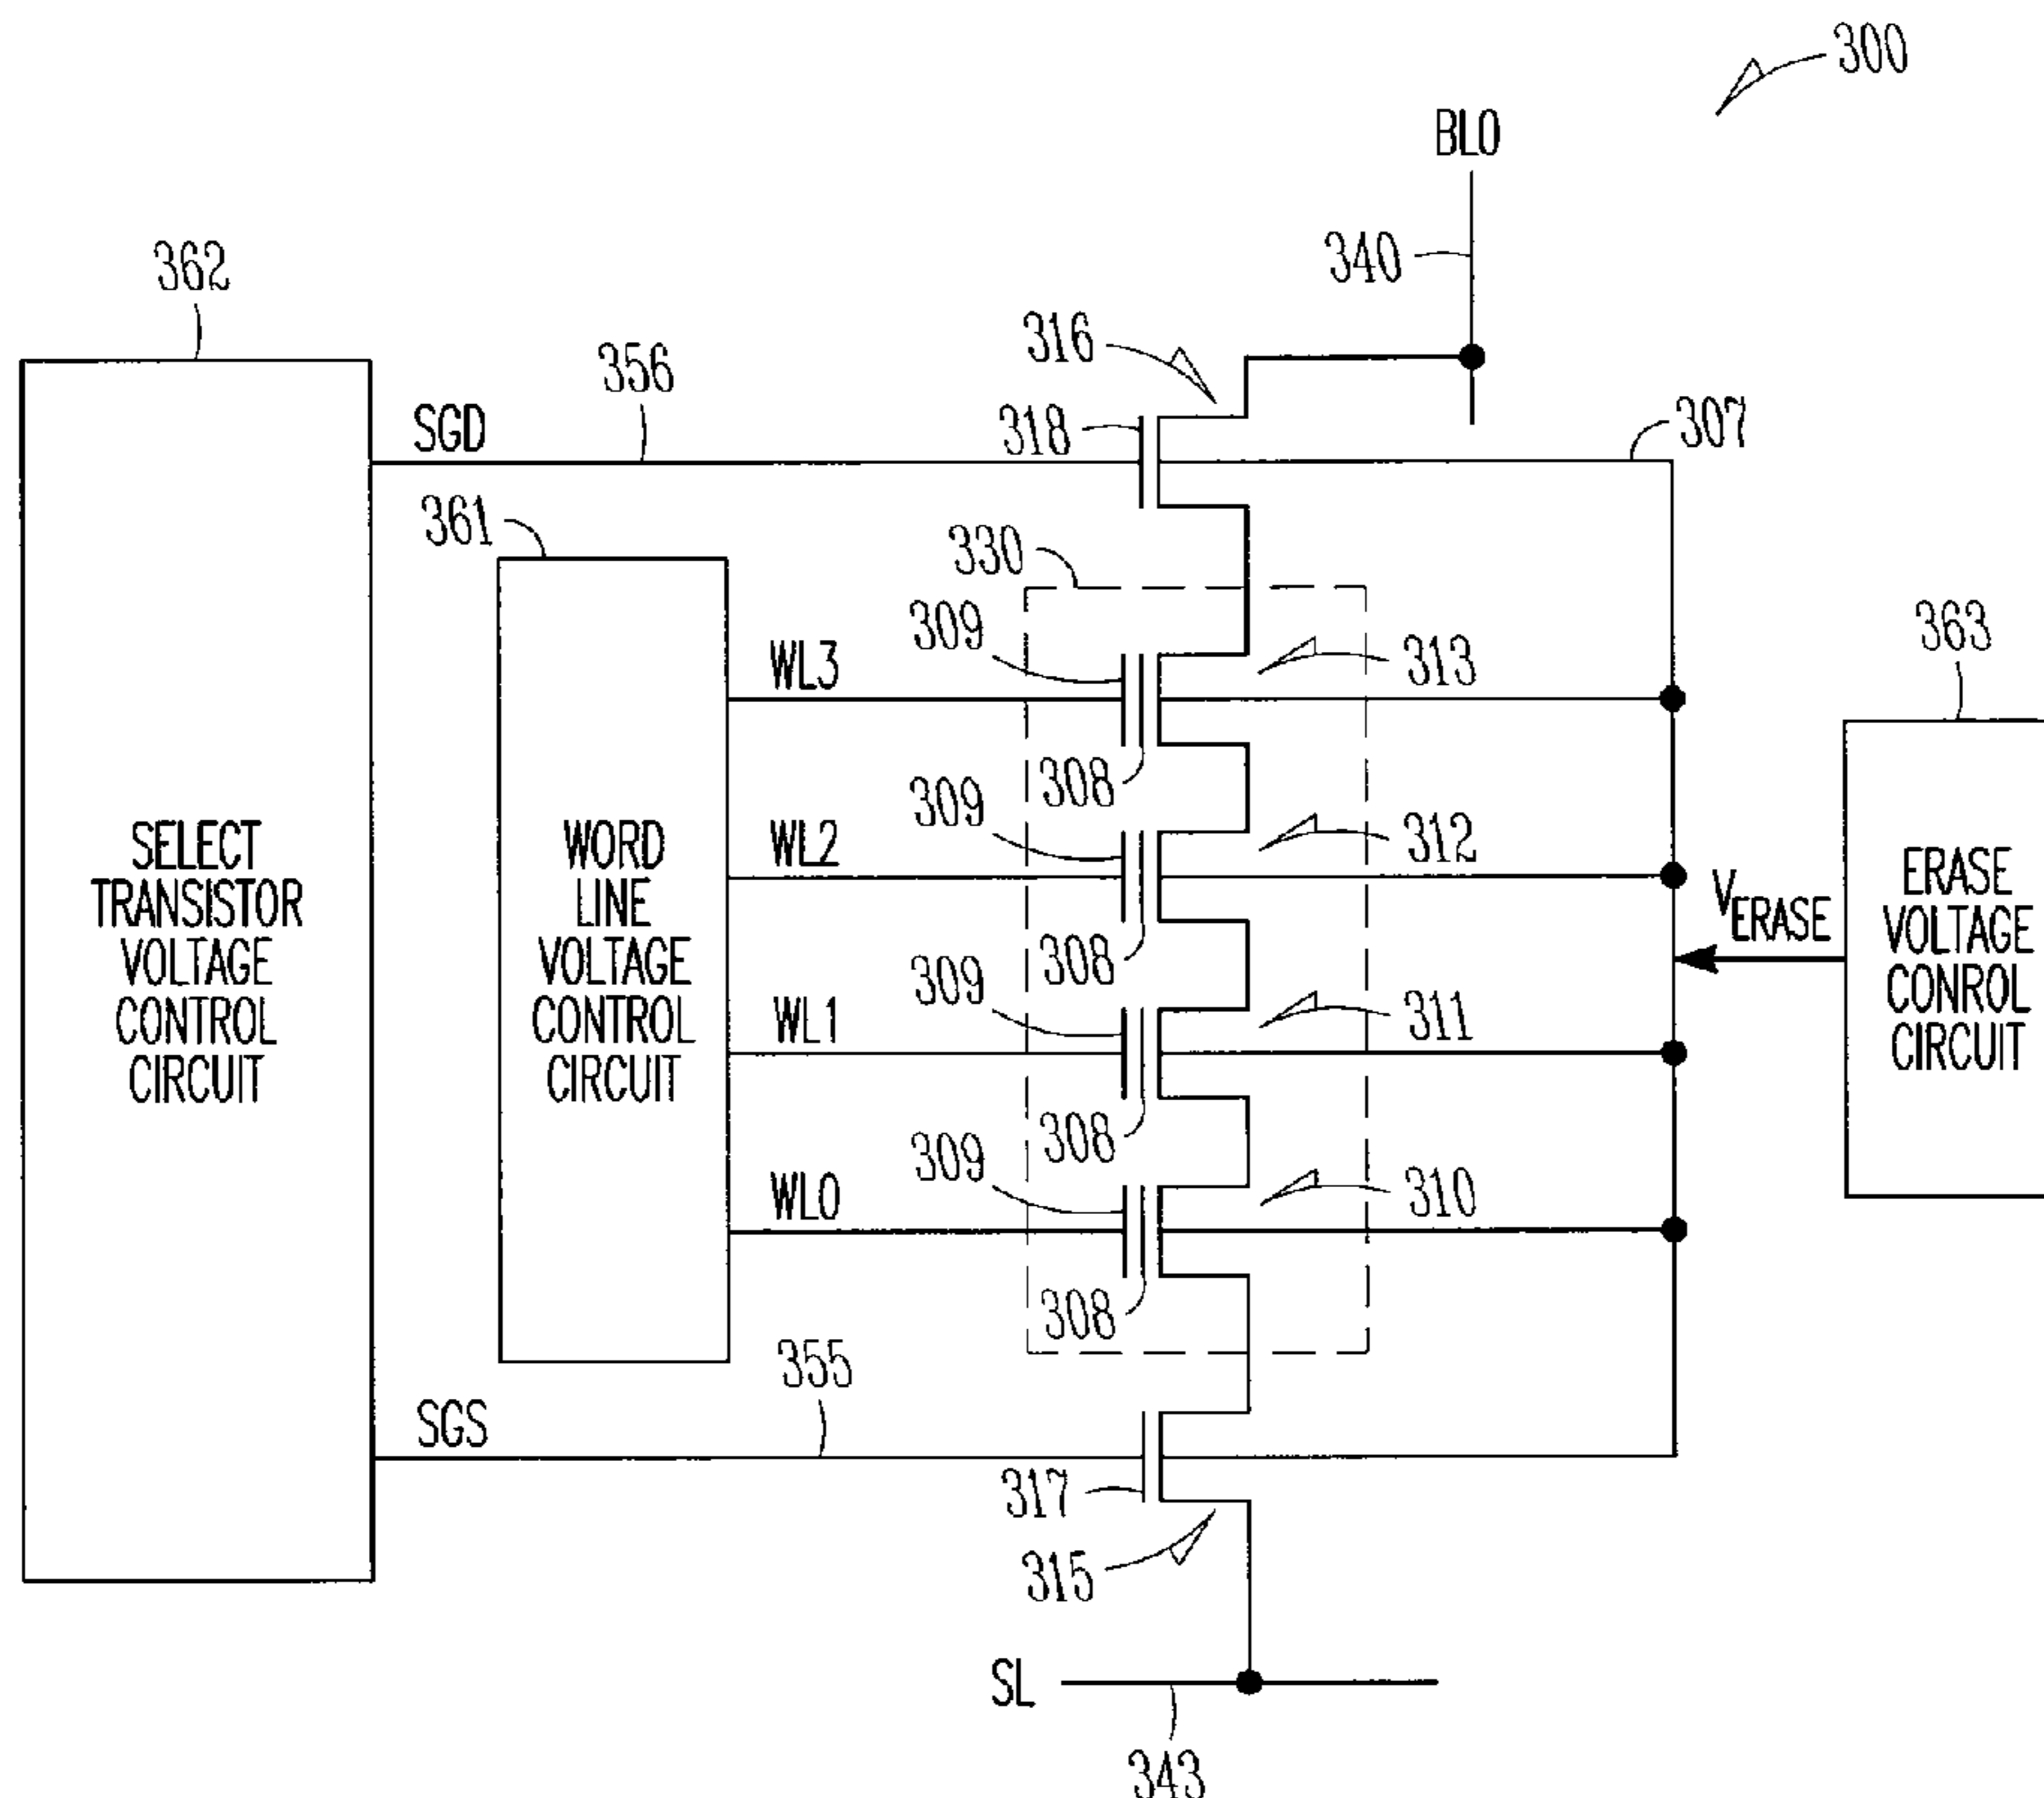 300
BL0
340
362
316
356
318
307
SGD
361
330
309
313
363
WL3
308
309
312
WL2
SELECT
TRANSISTOR
VOLTAGE
CONTROL
CIRCUIT
WORD
LINE
VOLTAGE
CONTROL
CIRCUIT
308
VERASE
ERASE
VOLTAGE
CONROL
CIRCUIT
309
311
WL1
308
309
310
WL0
308
355
SGS
317
315
SL
343